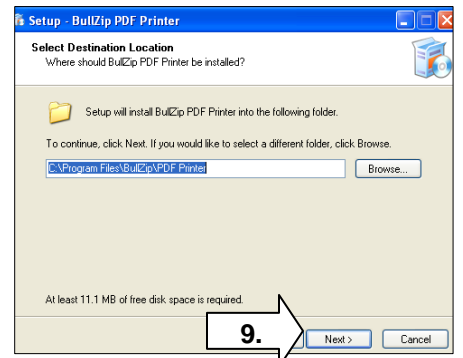 Setup - BullZip PDF Printer
Select Destination Location
Where should BullZip PDF Printer be installed?
Setup will install BullZip PDF Printer into the following folder.
To continue, click Next. If you would like to select a different folder, click Browse.
C:\Program Files\BullZip\PDF Printer
Browse...
At least 11.1 MB of free disk space is required.
9.
Next >
Cancel